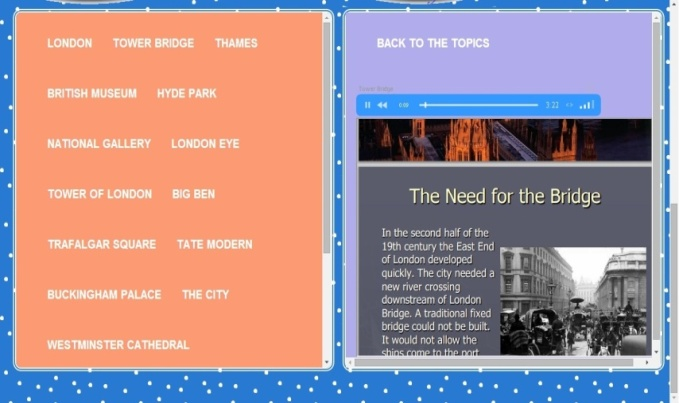 LONDON TOWER BRIDGE THAMES
BRITISH MUSEUM HYDE PARK
NATIONAL GALLERY LONDON EYE
TOWER OF LONDON BIG BEN
TRAFALGAR SQUARE TATE MODERN
BUCKINGHAM PALACE THE CITY
WESTMINSTER CATHEDRAL
BACK TO THE TOPICS
Tower Bridge
0:00 3:22
The Need for the Bridge
In the second half of the
19th century the East End
of London developed
quickly. The city needed a
new river crossing
downstream of London
Bridge. A traditional fixed
bridge could not be built.
It would not allow the
ships come to the port